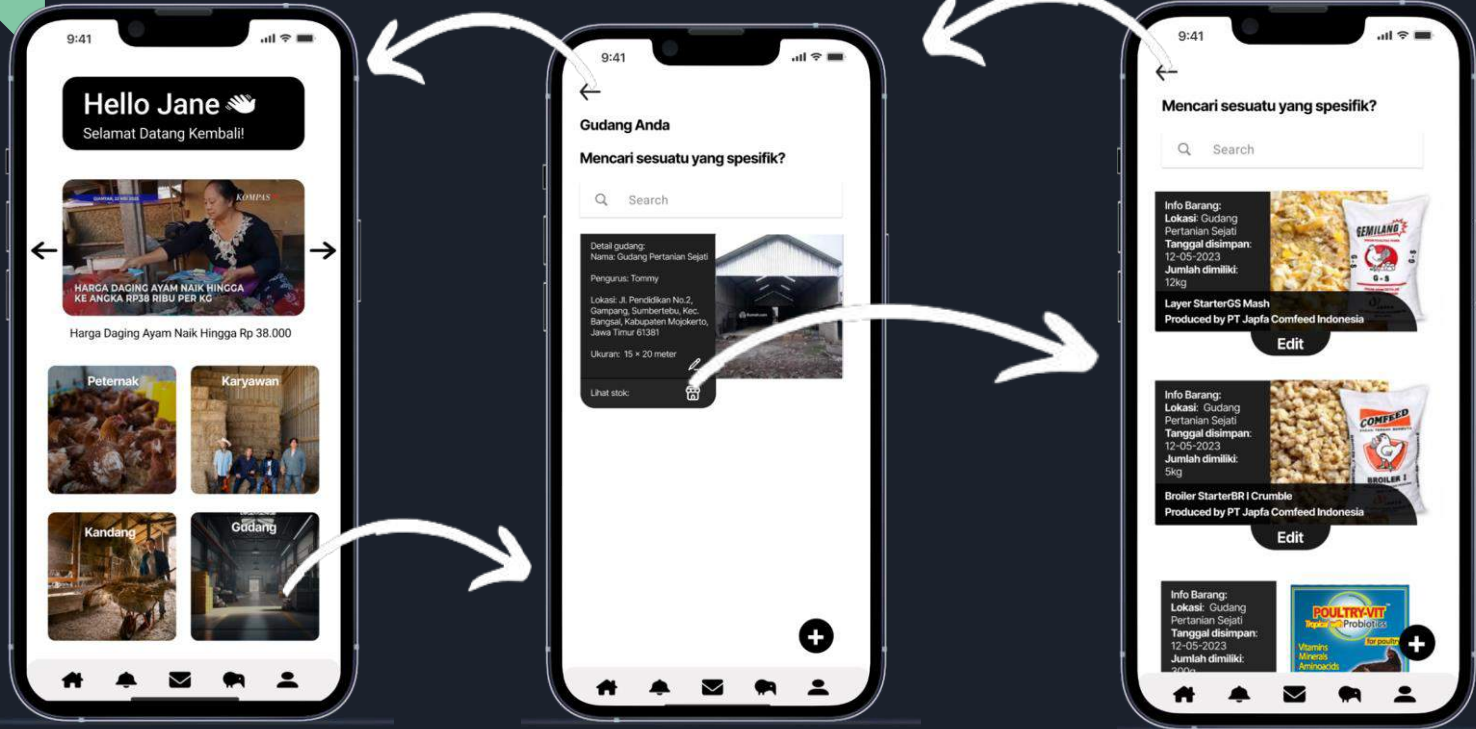 9:41
Hello Jane
Selamat Datang Kembali!
KOMPAS
HARGA DAGING AYAM NAIK HINGGA
KE ANGKA RP38 RIBU PER KG
Harga Daging Ayam Naik Hingga Rp 38.000
Peternak
Karyawan
Kandang
Gudang
9:41
Gudang Anda
Mencari sesuatu yang spesifik?
Search
Detail gudang:
Nama: Gudang Pertanian Sejati
Pengurus: Tommy
Lokasi: Jl. Pendidikan No.2,
Gampang, Sumbertebu, Kec.
Bangsal, Kabupaten Mojokerto,
Jawa Timur 61381
Ukuran: 15 × 20 meter
Lihat stok:
9:41
Mencari sesuatu yang spesifik?
Search
Info Barang:
Lokasi: Gudang
Pertanian Sejati
Tanggal disimpan:
12-05-2023
Jumlah dimiliki:
12kg
GEMILANG
G - S
Layer StarterGS Mash
Produced by PT Japfa Comfeed Indonesia
Edit
Info Barang:
Lokasi: Gudang
Pertanian Sejati
Tanggal disimpan:
12-05-2023
Jumlah dimiliki:
5kg
COMFEED
BROILER 1
Broiler StarterBR I Crumble
Produced by PT Japfa Comfeed Indonesia
Edit
Info Barang:
Lokasi: Gudang
Pertanian Sejati
Tanggal disimpan:
12-05-2023
Jumlah dimiliki:
300g
POULTRY-VIT
Tropical Probiotics
for poultry
Vitamins
Minerals
Aminoacids